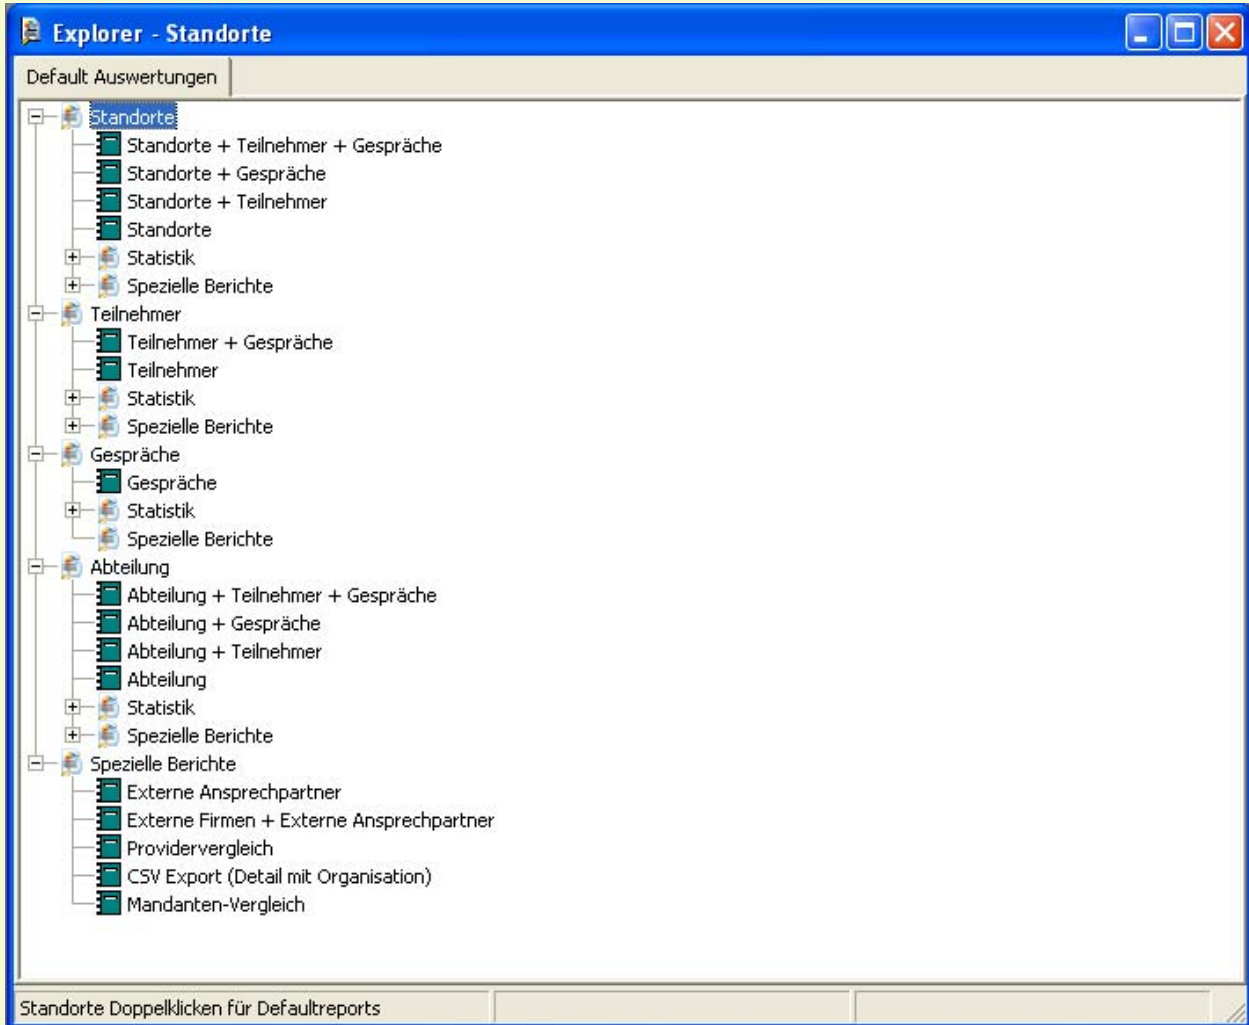 Explorer - Standorte
Default Auswertungen
Standorte
Standorte + Teilnehmer + Gespräche
Standorte + Gespräche
Standorte + Teilnehmer
Standorte
Statistik
Spezielle Berichte
Teilnehmer
Teilnehmer + Gespräche
Teilnehmer
Statistik
Spezielle Berichte
Gespräche
Gespräche
Statistik
Spezielle Berichte
Abteilung
Abteilung + Teilnehmer + Gespräche
Abteilung + Gespräche
Abteilung + Teilnehmer
Abteilung
Statistik
Spezielle Berichte
Spezielle Berichte
Externe Ansprechpartner
Externe Firmen + Externe Ansprechpartner
Providervergleich
CSV Export (Detail mit Organisation)
Mandanten-Vergleich
Standorte Doppelklicken für Defaultreports